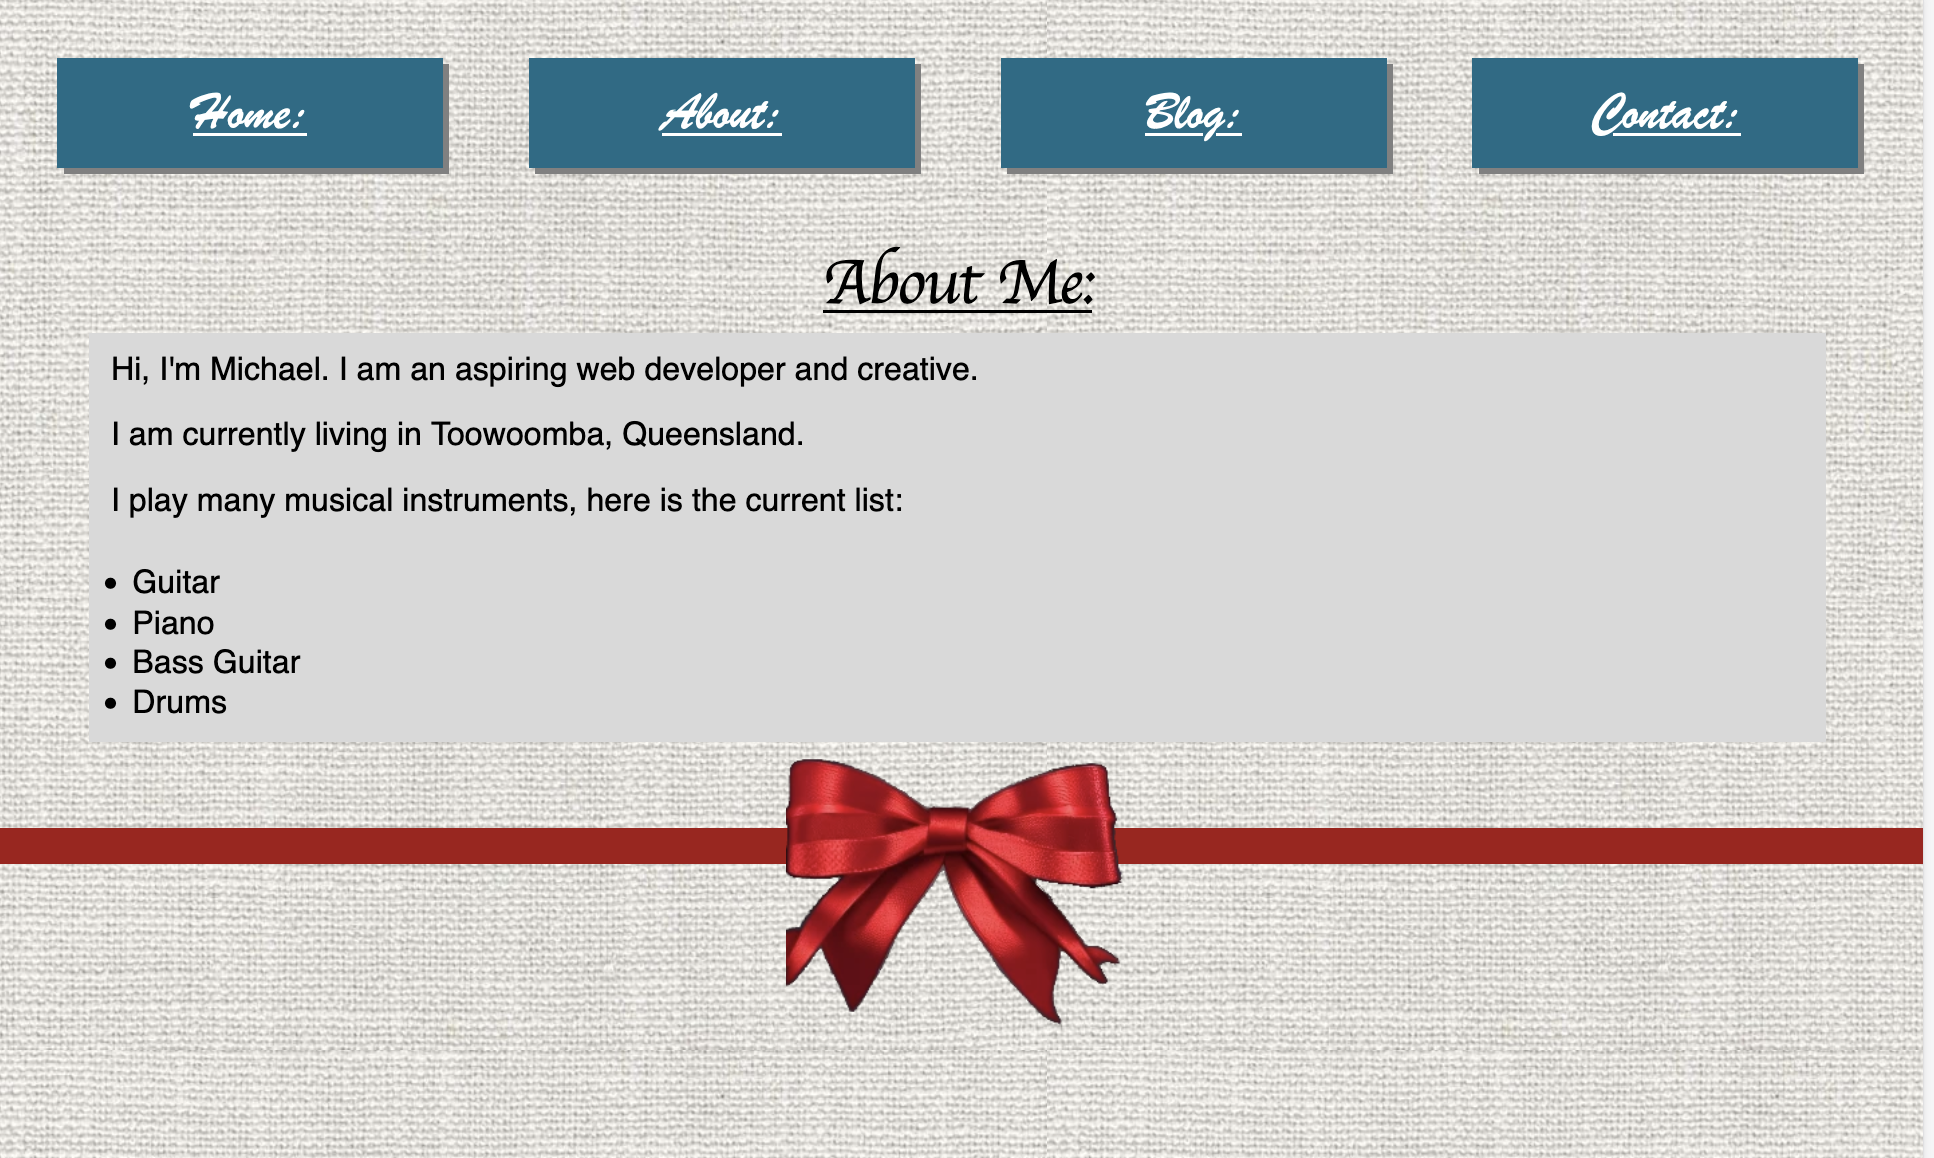 Home: About: Blog: Contact:
About Me:
Hi, I'm Michael. I am an aspiring web developer and creative.
I am currently living in Toowoomba, Queensland.
I play many musical instruments, here is the current list:
• Guitar
• Piano
• Bass Guitar
• Drums